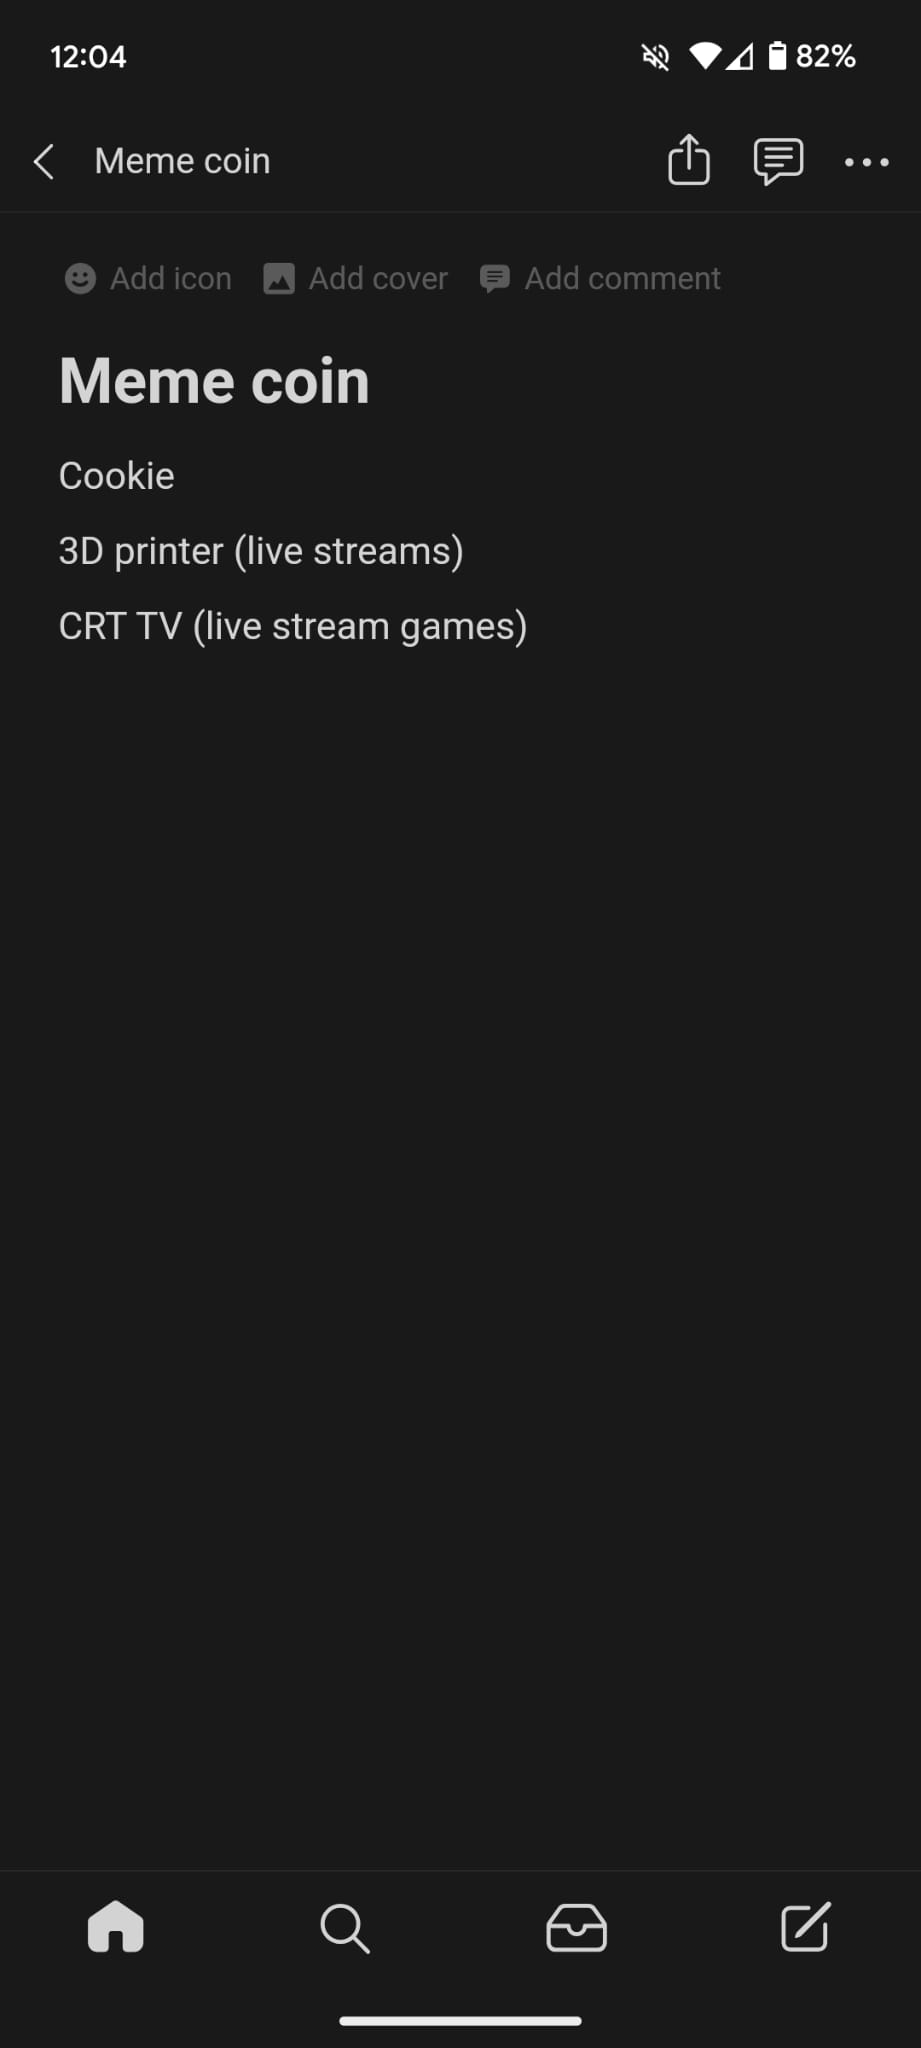 12:04 82%
Meme coin
Add icon Add cover Add comment
Meme coin
Cookie
3D printer (live streams)
CRT TV (live stream games)